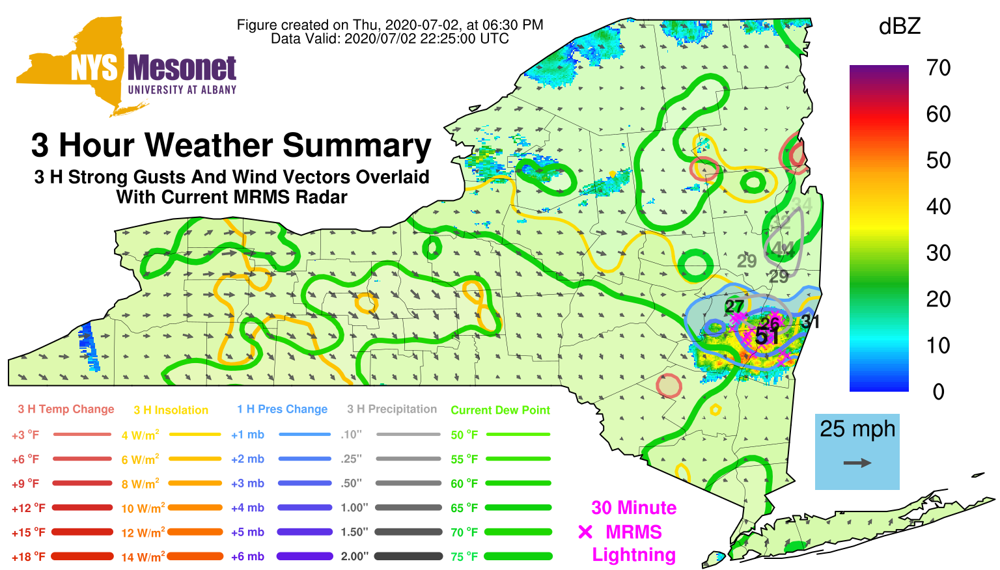 Figure created on Thu, 2020-07-02, at 06:30 PM
Data Valid: 2020/07/02 22:25:00 UTC
NYS Mesonet
UNIVERSITY AT ALBANY
3 Hour Weather Summary
3 H Strong Gusts And Wind Vectors Overlaid
With Current MRMS Radar
dBZ
70
60
50
40
30
20
10
0
34
32
44
29
29
27
26
31
51
25 mph
3 H Temp Change
+3 °F
+6 °F
+9 °F
+12 °F
+15 °F
+18 °F
3 H Insolation
4 W/m²
6 W/m²
8 W/m²
10 W/m²
12 W/m²
14 W/m²
1 H Pres Change
+1 mb
+2 mb
+3 mb
+4 mb
+5 mb
+6 mb
3 H Precipitation
.10"
.25"
.50"
1.00"
1.50"
2.00"
Current Dew Point
50 °F
55 °F
60 °F
65 °F
70 °F
75 °F
30 Minute
MRMS
Lightning